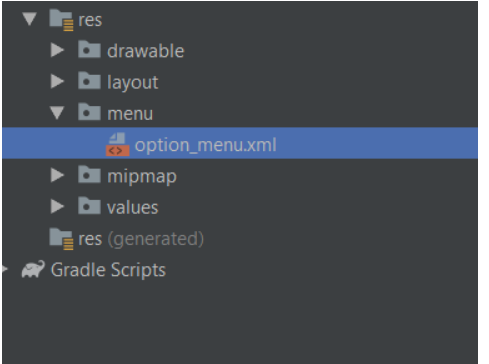 res
drawable
layout
menu
option_menu.xml
mipmap
values
res (generated)
Gradle Scripts